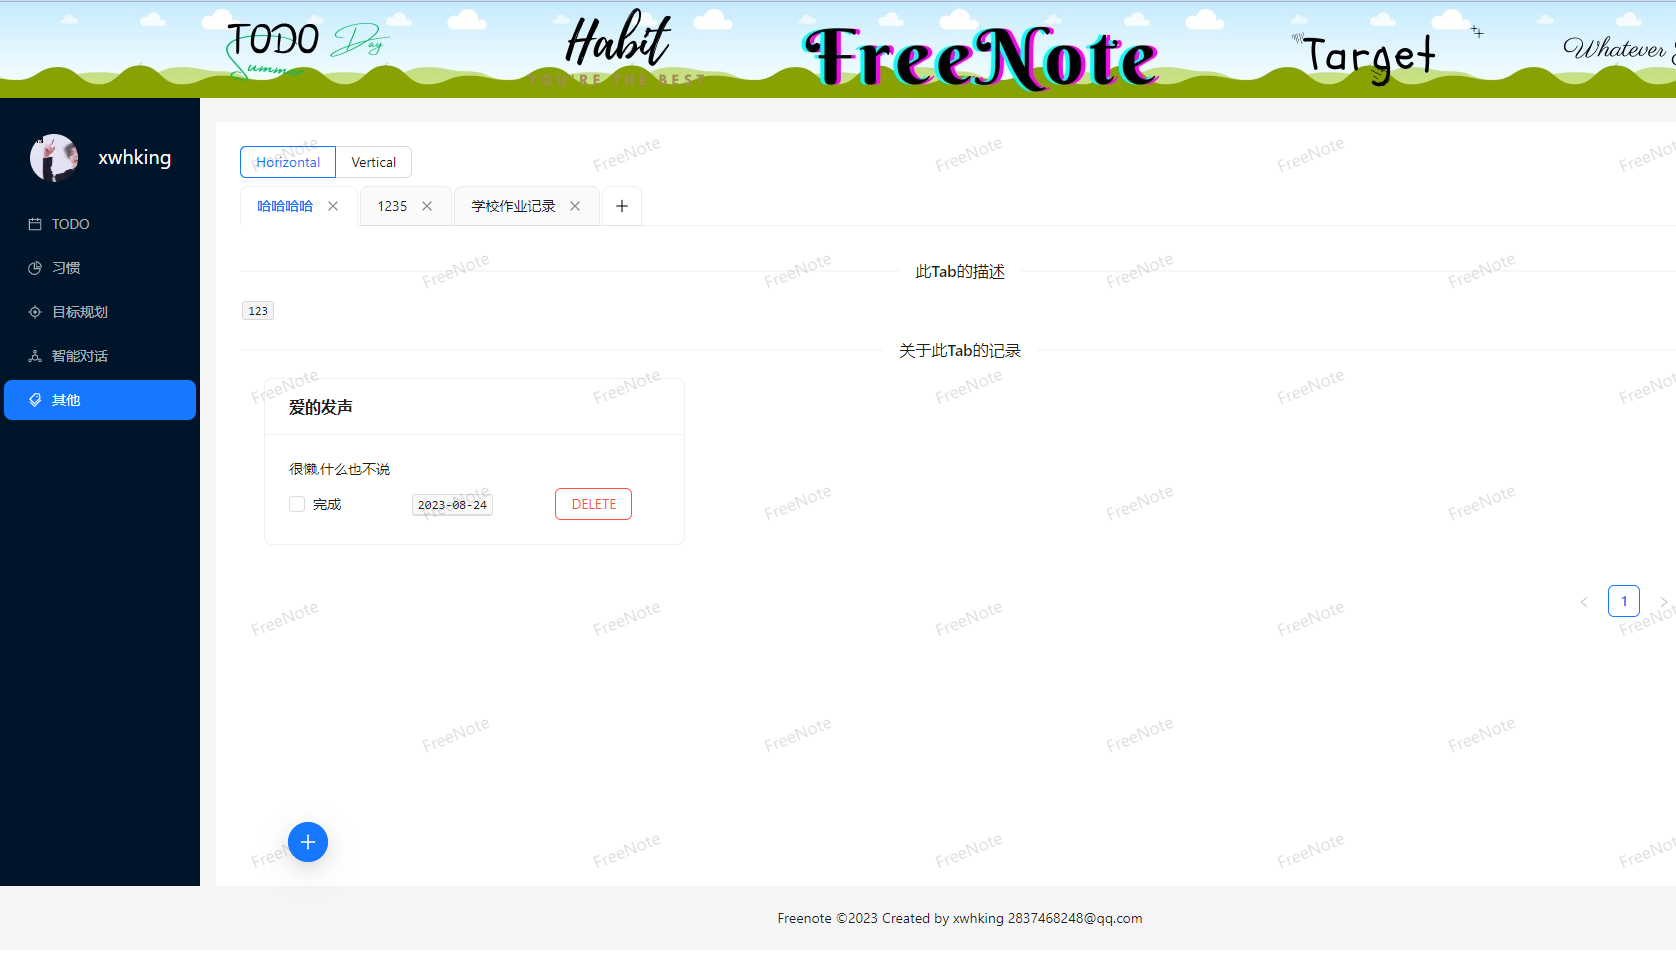 TODO Day
Summer
Habit
YOU'RE THE BEST
FreeNote
Target
Whatever
xwhking
TODO
习惯
目标规划
智能对话
其他
Horizontal Vertical
哈哈哈哈 1235 学校作业记录
此Tab的描述
123
关于此Tab的记录
爱的发声
很懒,什么也不说
完成 2023-08-24 DELETE
1
FreeNote
Freenote ©2023 Created by xwhking 2837468248@qq.com